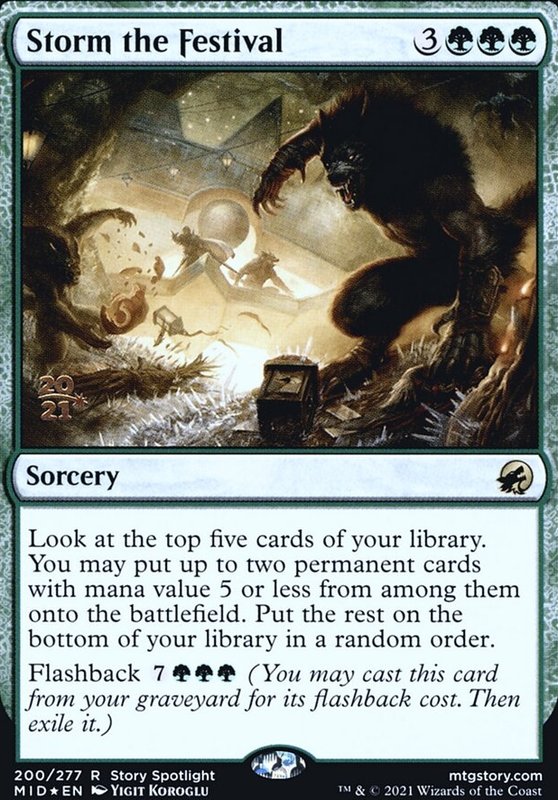 Storm the Festival 3
20
21
Sorcery
Look at the top five cards of your library.
You may put up to two permanent cards
with mana value 5 or less from among them
onto the battlefield. Put the rest on the
bottom of your library in a random order.
Flashback 7 (You may cast this card
from your graveyard for its flashback cost. Then
exile it.)
200/277 R Story Spotlight mtgstory.com
MID★EN Yigit Koroglu ™ & © 2021 Wizards of the Coast